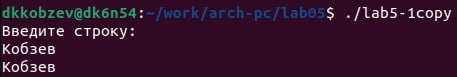 dkkobzev@dk6n54:~/work/arch-pc/lab05$ ./lab5-1copy
Введите строку:
Кобзев
Кобзев